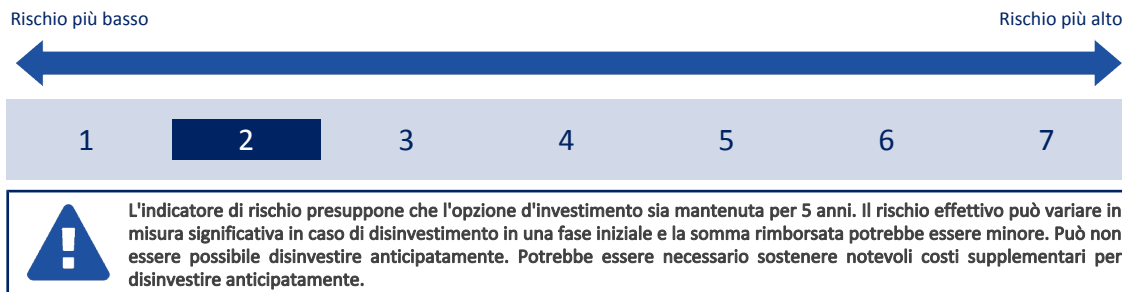 Rischio più basso Rischio più alto
1 2 3 4 5 6 7
L'indicatore di rischio presuppone che l'opzione d'investimento sia mantenuta per 5 anni. Il rischio effettivo può variare in
misura significativa in caso di disinvestimento in una fase iniziale e la somma rimborsata potrebbe essere minore. Può non
essere possibile disinvestire anticipatamente. Potrebbe essere necessario sostenere notevoli costi supplementari per
disinvestire anticipatamente.